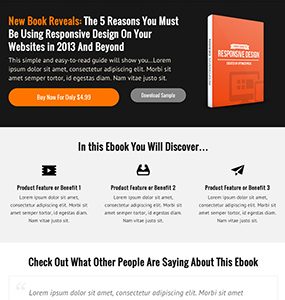 New Book Reveals: The 5 Reasons You Must
Be Using Responsive Design On Your
Websites in 2013 And Beyond
This simple and easy-to-read guide will show you...Lorem
ipsum dolor sit amet, consectetur adipiscing elit. Morbi sit
amet semper tortor, id egestas diam. Nam vitae justo sit.
Buy Now For Only $4.99
Download Sample
RESPONSIVE DESIGN
In this Ebook You Will Discover...
Product Feature or Benefit 1
Lorem ipsum dolor sit amet,
consectetur adipiscing elit. Morbi sit
amet semper tortor, id egestas diam.
Nam vitae justo sit.
Product Feature or Benefit 2
Lorem ipsum dolor sit amet,
consectetur adipiscing elit. Morbi sit
amet semper tortor, id egestas diam.
Nam vitae justo sit.
Product Feature or Benefit 3
Lorem ipsum dolor sit amet,
consectetur adipiscing elit. Morbi sit
amet semper tortor, id egestas diam.
Nam vitae justo sit.
Check Out What Other People Are Saying About This Ebook
Lorem ipsum dolor sit amet, consectetur adipiscing elit. Morbi sit amet